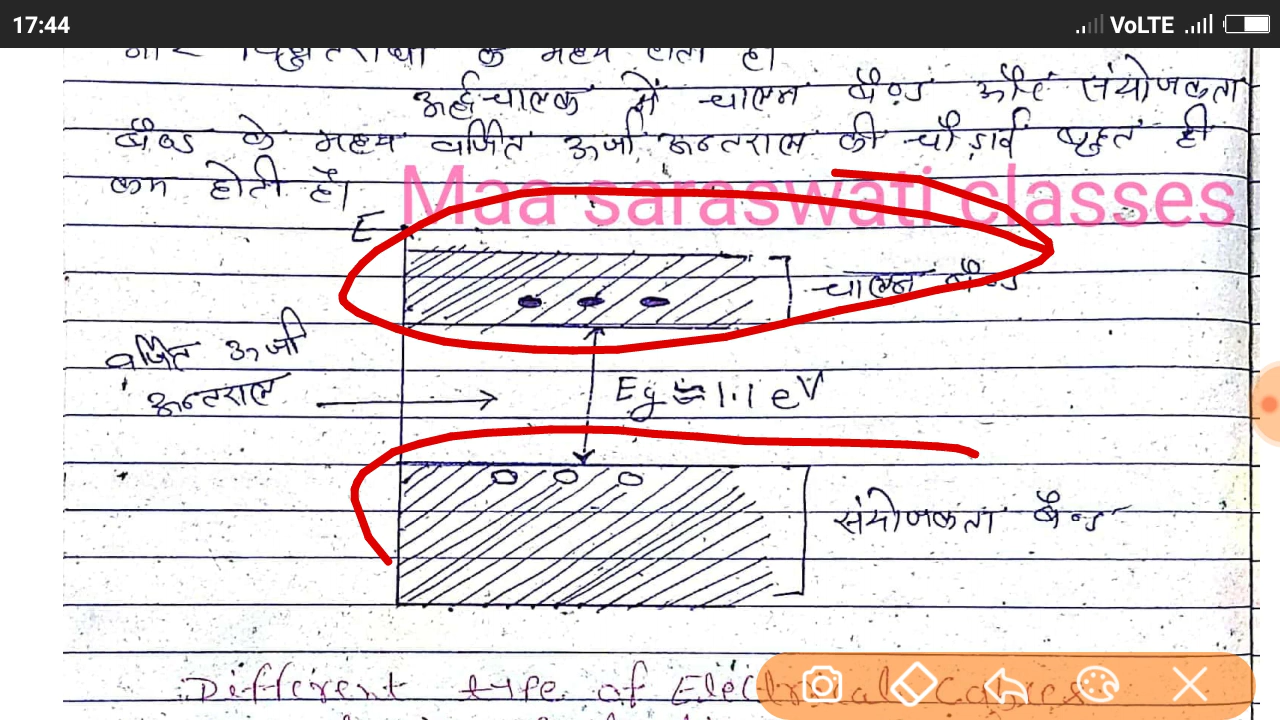 17:44
VoLTE
के मध्य होता है।
अर्द्धचालक में चालन बैण्ड और संयोजकता
बैण्ड के मध्य वर्जित ऊर्जा अन्तराल की चौड़ाई बहुत ही
कम होती है।
Maa saraswati classes
E
चालन बैण्ड
वर्जित ऊर्जा
अन्तराल
Eg ≈ 1.1 eV
संयोजकता बैन्ड
Different type of Electrical